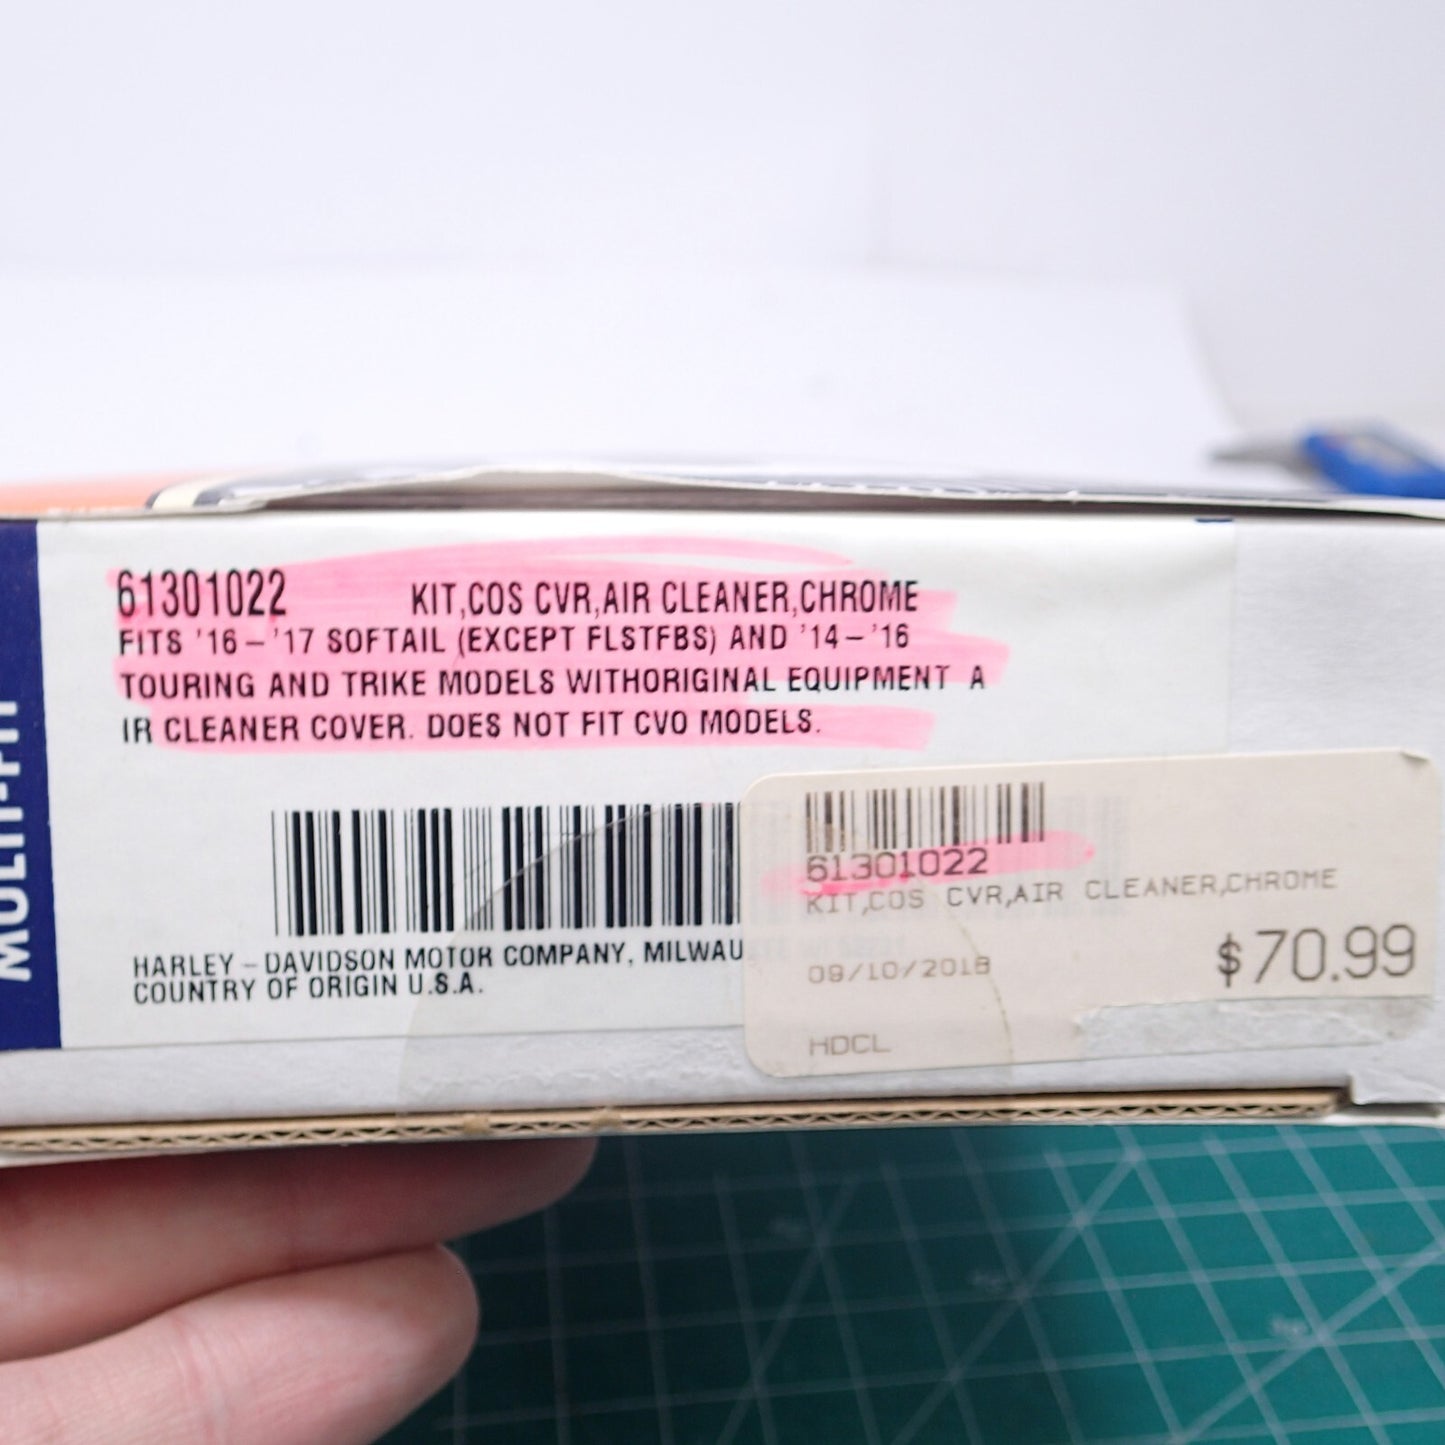 MULTI-FIT
61301022 KIT,COS CVR,AIR CLEANER,CHROME
FITS '16-'17 SOFTAIL (EXCEPT FLSTFBS) AND '14-'16
TOURING AND TRIKE MODELS WITHORIGINAL EQUIPMENT A
IR CLEANER COVER. DOES NOT FIT CVO MODELS.
HARLEY-DAVIDSON MOTOR COMPANY, MILWAU
COUNTRY OF ORIGIN U.S.A.
61301022
KIT,COS CVR,AIR CLEANER,CHROME
$70.99
09/10/2018
HDCL